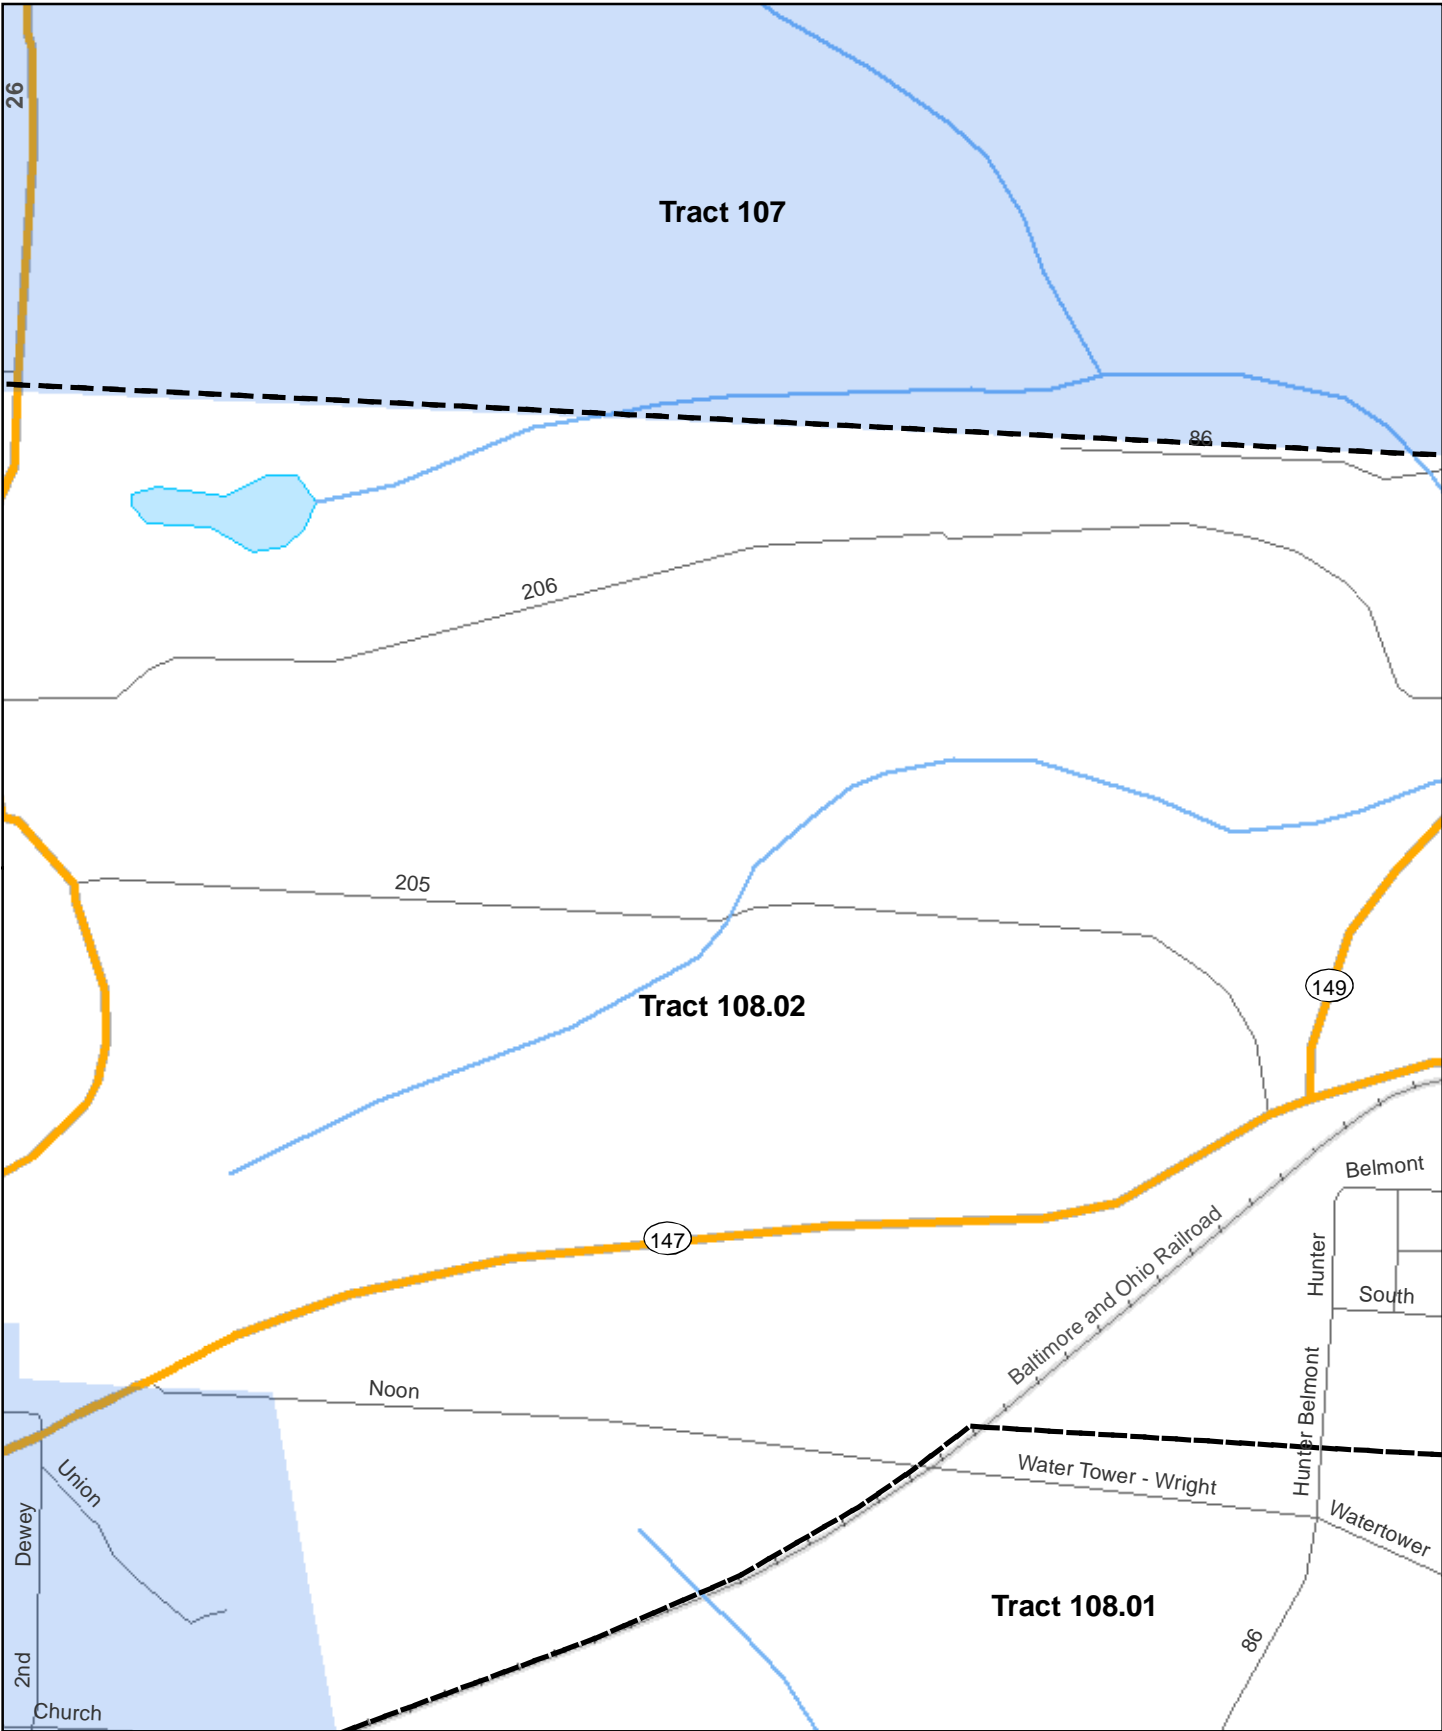 26
Tract 107
86
206
205
Tract 108.02
149
Belmont
147
Hunter
Baltimore and Ohio Railroad
South
Noon
Hunter Belmont
Union
Water Tower - Wright
Watertower
Dewey
Tract 108.01
86
2nd
Church